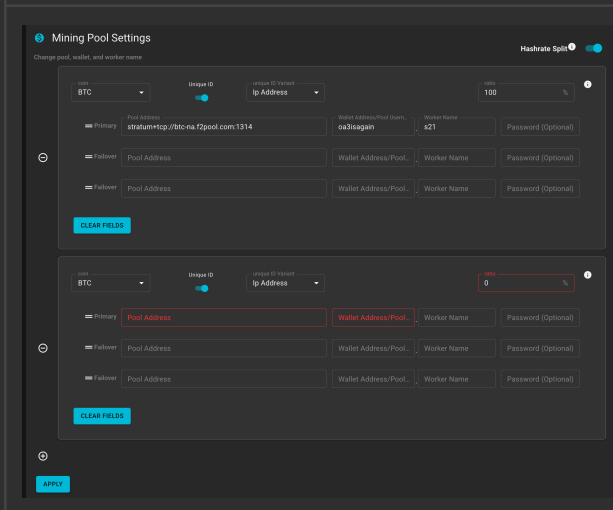 Mining Pool Settings
Change pool, wallet, and worker name
Hashrate Split
coin
BTC
Unique ID
unique ID Variant
Ip Address
ratio
100 %
Primary
Pool Address
stratum+tcp://btc-na.f2pool.com:1314
Wallet Address/Pool Usern...
oa3isagain
.
Worker Name
s21
Password (Optional)
Failover
Pool Address
Wallet Address/Pool...
.
Worker Name
Password (Optional)
Failover
Pool Address
Wallet Address/Pool...
.
Worker Name
Password (Optional)
CLEAR FIELDS
coin
BTC
Unique ID
unique ID Variant
Ip Address
ratio
0 %
Primary
Pool Address
Wallet Address/Pool...
.
Worker Name
Password (Optional)
Failover
Pool Address
Wallet Address/Pool...
.
Worker Name
Password (Optional)
Failover
Pool Address
Wallet Address/Pool...
.
Worker Name
Password (Optional)
CLEAR FIELDS
APPLY